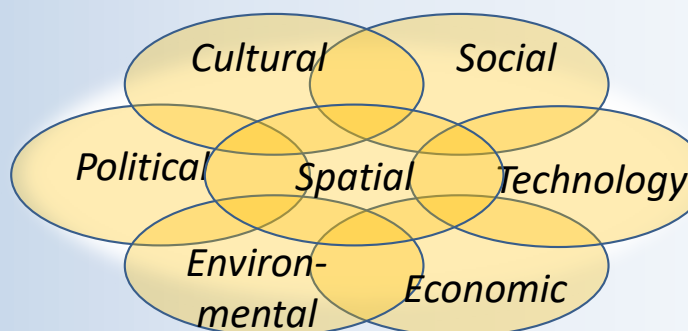 Cultural
Social
Political
Spatial
Technology
Environ-
mental
Economic